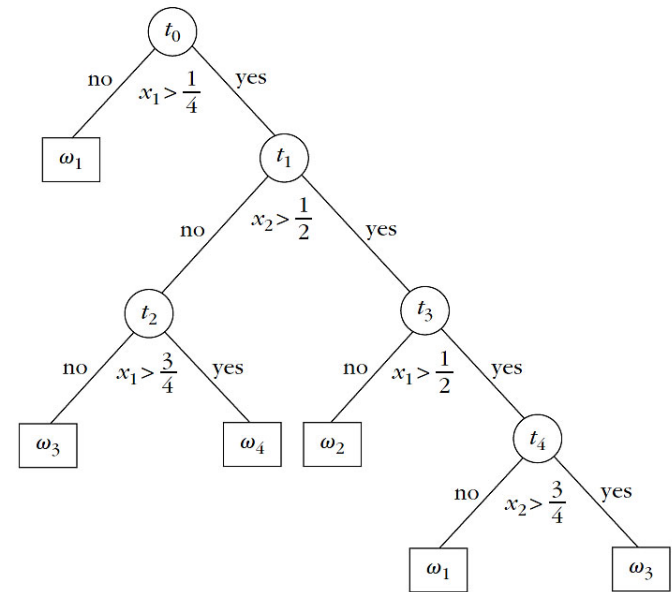 t₀
no
yes
x₁ > 1/4
ω₁
t₁
no
yes
x₂ > 1/2
t₂
t₃
no
x₁ > 3/4
yes
no
x₁ > 1/2
yes
ω₃
ω₄
ω₂
t₄
no
x₂ > 3/4
yes
ω₁
ω₃